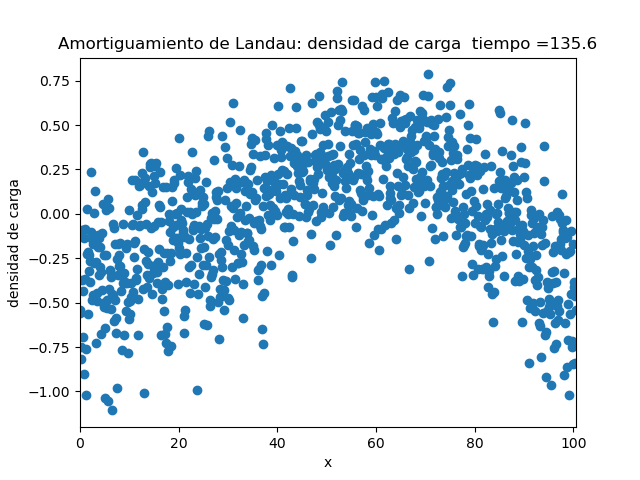 Amortiguamiento de Landau: densidad de carga  tiempo =135.6
0.75
0.50
0.25
0.00
−0.25
−0.50
−0.75
−1.00
densidad de carga
0 20 40 60 80 100
x